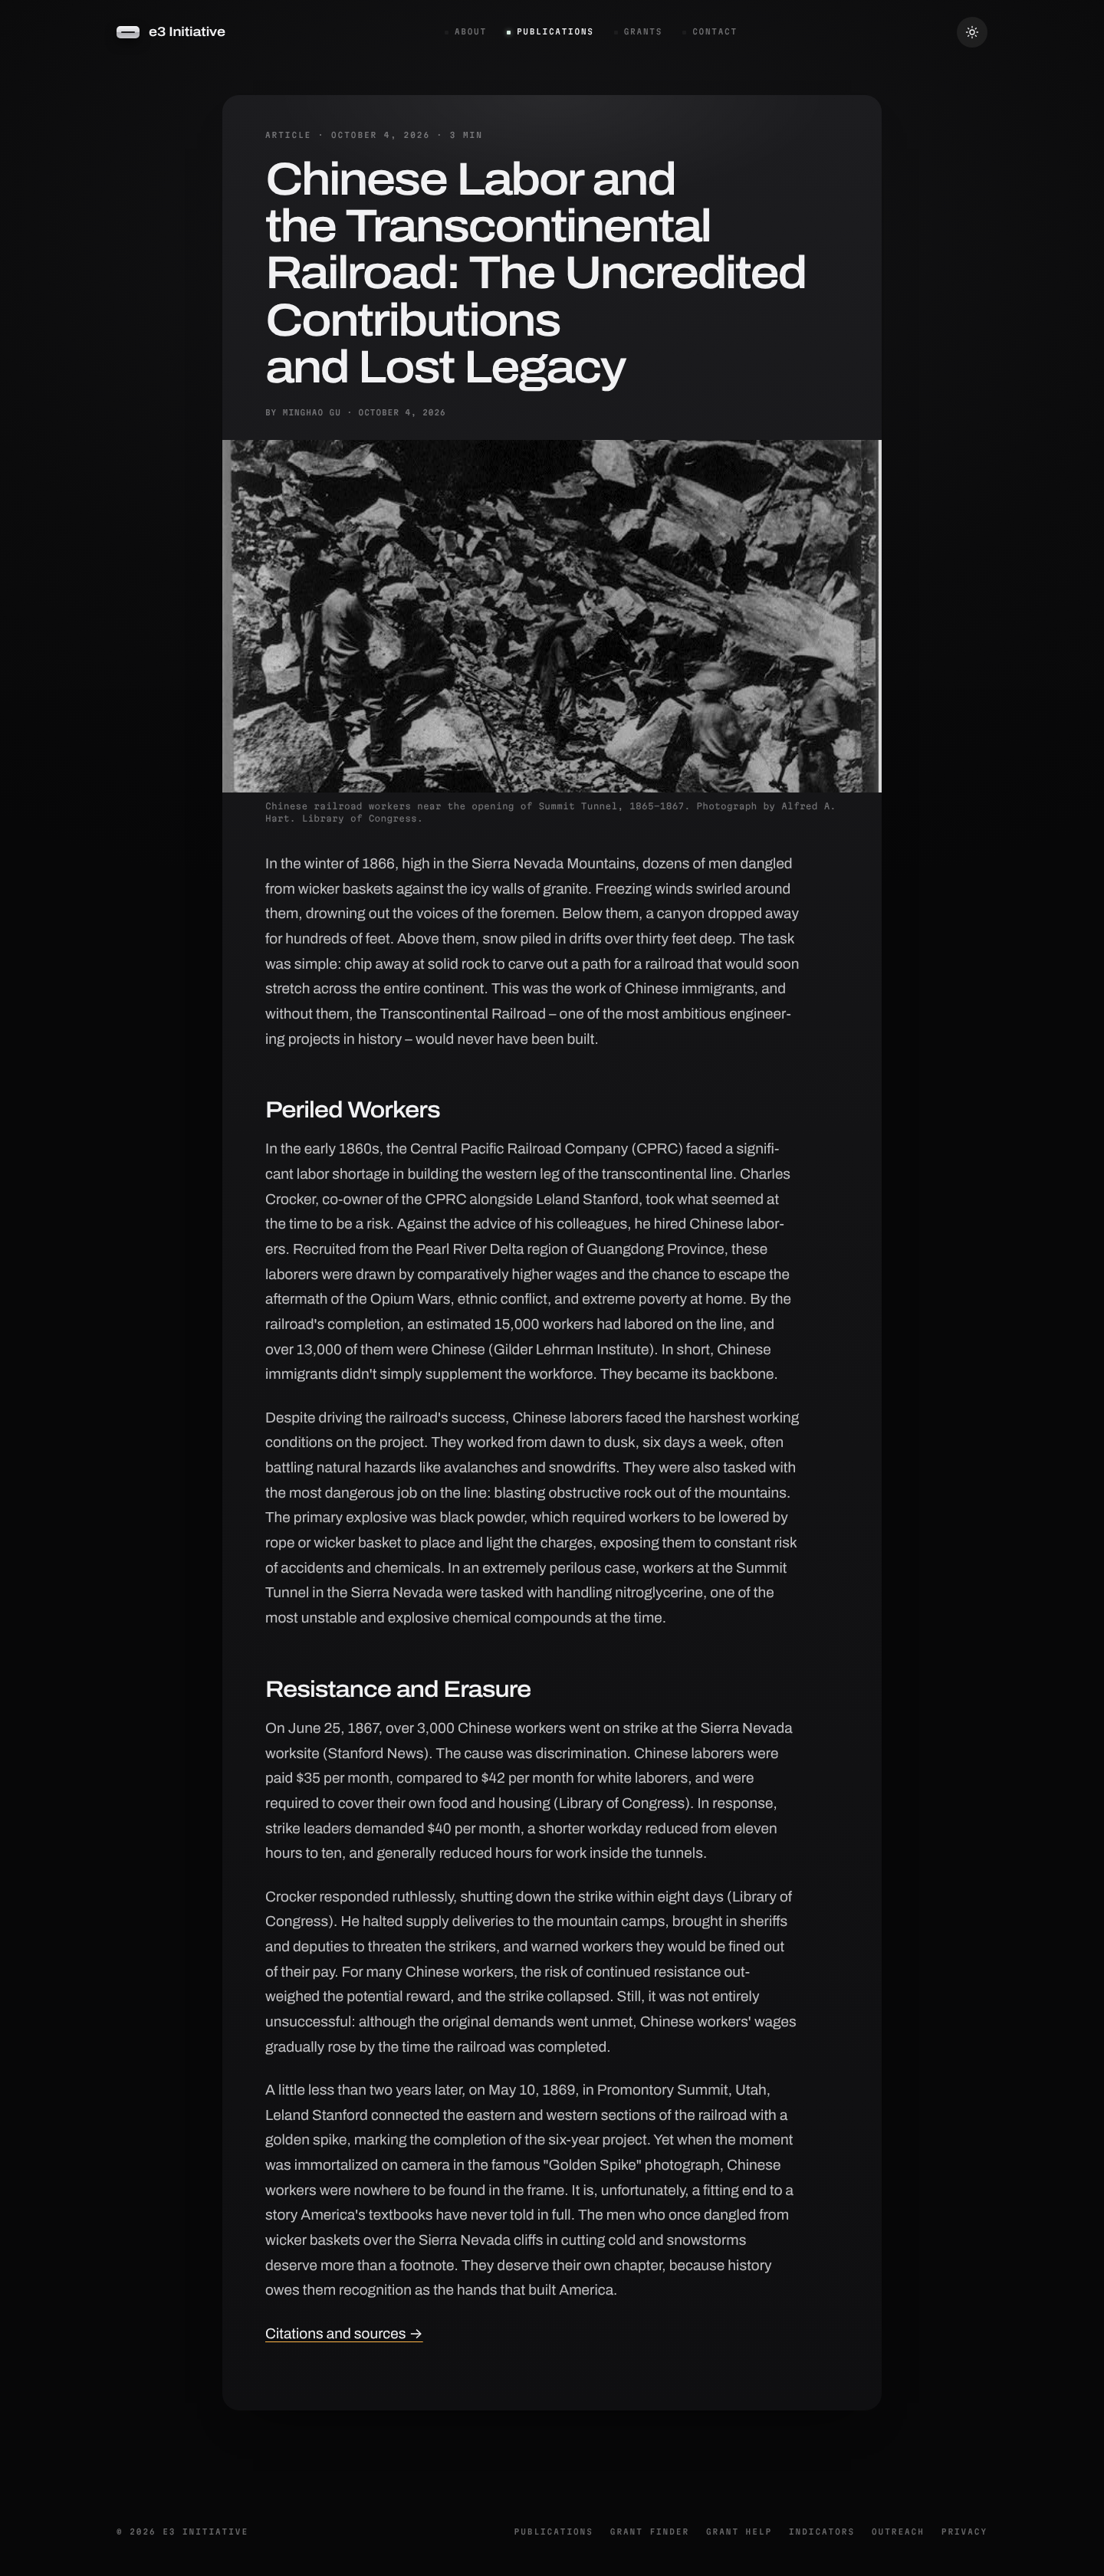 e3 Initiative
ABOUT
PUBLICATIONS
GRANTS
CONTACT
ARTICLE · OCTOBER 4, 2026 · 3 MIN
Chinese Labor and
the Transcontinental
Railroad: The Uncredited
Contributions
and Lost Legacy
BY MINGHAO GU · OCTOBER 4, 2026
Chinese railroad workers near the opening of Summit Tunnel, 1865–1867. Photograph by Alfred A.
Hart. Library of Congress.
In the winter of 1866, high in the Sierra Nevada Mountains, dozens of men dangled
from wicker baskets against the icy walls of granite. Freezing winds swirled around
them, drowning out the voices of the foremen. Below them, a canyon dropped away
for hundreds of feet. Above them, snow piled in drifts over thirty feet deep. The task
was simple: chip away at solid rock to carve out a path for a railroad that would soon
stretch across the entire continent. This was the work of Chinese immigrants, and
without them, the Transcontinental Railroad – one of the most ambitious engineer-
ing projects in history – would never have been built.
Periled Workers
In the early 1860s, the Central Pacific Railroad Company (CPRC) faced a signifi-
cant labor shortage in building the western leg of the transcontinental line. Charles
Crocker, co-owner of the CPRC alongside Leland Stanford, took what seemed at
the time to be a risk. Against the advice of his colleagues, he hired Chinese labor-
ers. Recruited from the Pearl River Delta region of Guangdong Province, these
laborers were drawn by comparatively higher wages and the chance to escape the
aftermath of the Opium Wars, ethnic conflict, and extreme poverty at home. By the
railroad's completion, an estimated 15,000 workers had labored on the line, and
over 13,000 of them were Chinese (Gilder Lehrman Institute). In short, Chinese
immigrants didn't simply supplement the workforce. They became its backbone.
Despite driving the railroad's success, Chinese laborers faced the harshest working
conditions on the project. They worked from dawn to dusk, six days a week, often
battling natural hazards like avalanches and snowdrifts. They were also tasked with
the most dangerous job on the line: blasting obstructive rock out of the mountains.
The primary explosive was black powder, which required workers to be lowered by
rope or wicker basket to place and light the charges, exposing them to constant risk
of accidents and chemicals. In an extremely perilous case, workers at the Summit
Tunnel in the Sierra Nevada were tasked with handling nitroglycerine, one of the
most unstable and explosive chemical compounds at the time.
Resistance and Erasure
On June 25, 1867, over 3,000 Chinese workers went on strike at the Sierra Nevada
worksite (Stanford News). The cause was discrimination. Chinese laborers were
paid $35 per month, compared to $42 per month for white laborers, and were
required to cover their own food and housing (Library of Congress). In response,
strike leaders demanded $40 per month, a shorter workday reduced from eleven
hours to ten, and generally reduced hours for work inside the tunnels.
Crocker responded ruthlessly, shutting down the strike within eight days (Library of
Congress). He halted supply deliveries to the mountain camps, brought in sheriffs
and deputies to threaten the strikers, and warned workers they would be fined out
of their pay. For many Chinese workers, the risk of continued resistance out-
weighed the potential reward, and the strike collapsed. Still, it was not entirely
unsuccessful: although the original demands went unmet, Chinese workers' wages
gradually rose by the time the railroad was completed.
A little less than two years later, on May 10, 1869, in Promontory Summit, Utah,
Leland Stanford connected the eastern and western sections of the railroad with a
golden spike, marking the completion of the six-year project. Yet when the moment
was immortalized on camera in the famous "Golden Spike" photograph, Chinese
workers were nowhere to be found in the frame. It is, unfortunately, a fitting end to a
story America's textbooks have never told in full. The men who once dangled from
wicker baskets over the Sierra Nevada cliffs in cutting cold and snowstorms
deserve more than a footnote. They deserve their own chapter, because history
owes them recognition as the hands that built America.
Citations and sources →
© 2026 E3 INITIATIVE
PUBLICATIONS
GRANT FINDER
GRANT HELP
INDICATORS
OUTREACH
PRIVACY